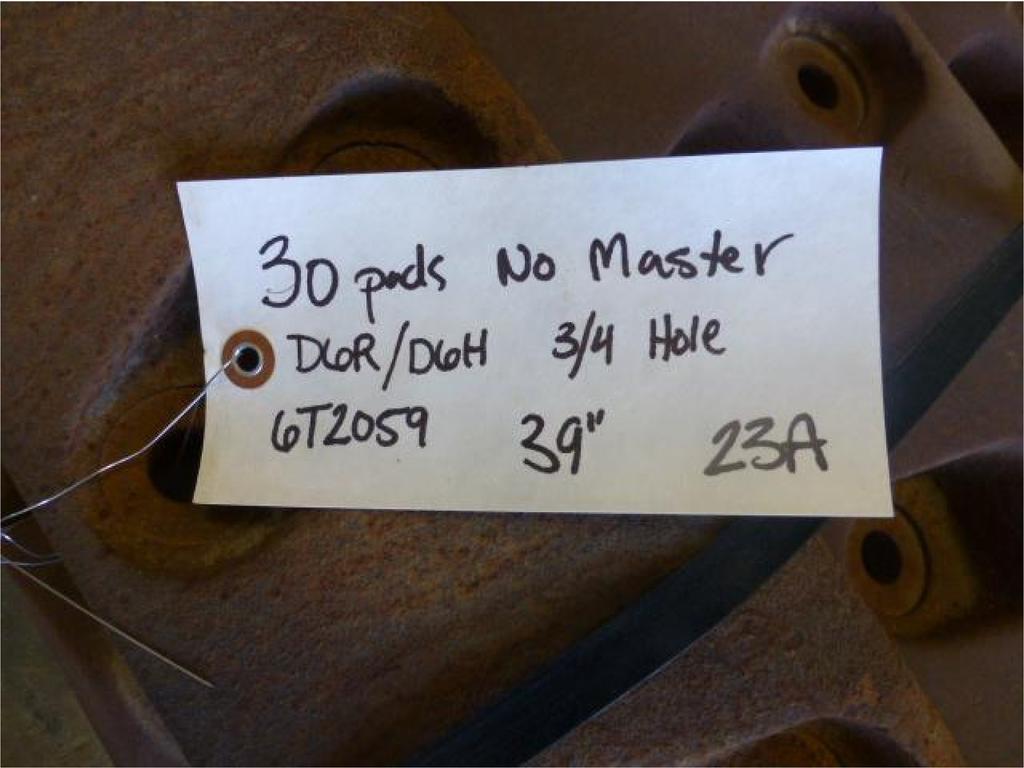 30 pads No Master
D6R/D6H 3/4 Hole
6T2059 39" 23A